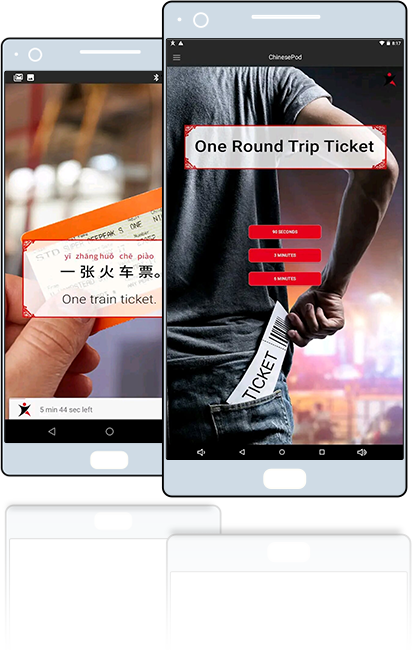 8:17
ChinesePod
One Round Trip Ticket
90 SECONDS
3 MINUTES
6 MINUTES
TICKET
yì zhāng huǒ chē piào
一张火车票。
One train ticket.
5 min 44 sec left